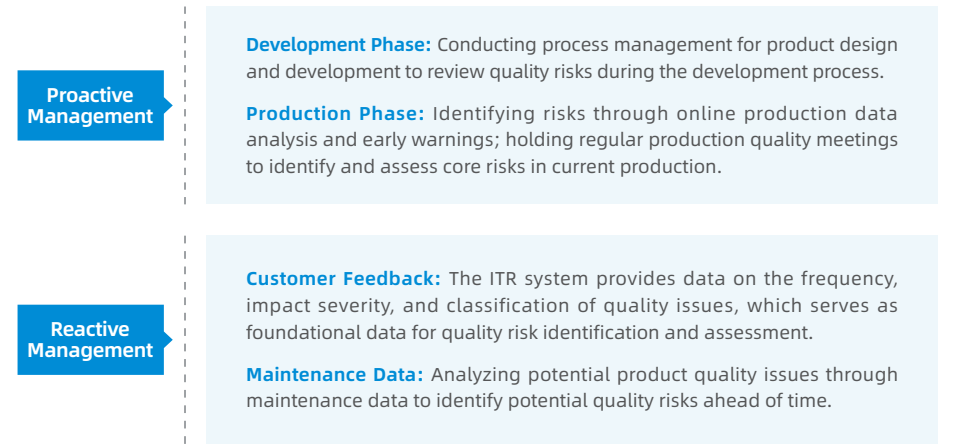 Proactive
Management
Development Phase: Conducting process management for product design
and development to review quality risks during the development process.
Production Phase: Identifying risks through online production data
analysis and early warnings; holding regular production quality meetings
to identify and assess core risks in current production.
Reactive
Management
Customer Feedback: The ITR system provides data on the frequency,
impact severity, and classification of quality issues, which serves as
foundational data for quality risk identification and assessment.
Maintenance Data: Analyzing potential product quality issues through
maintenance data to identify potential quality risks ahead of time.